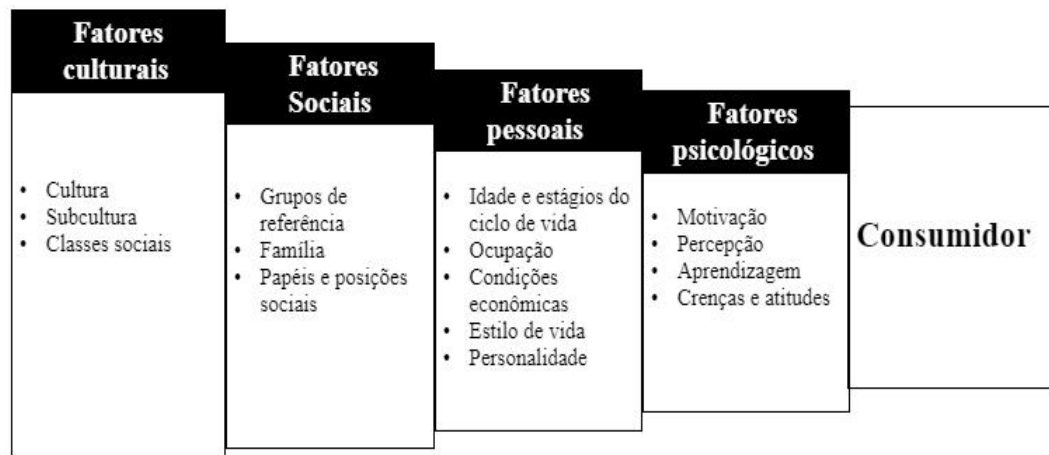 Fatores
culturais
• Cultura
• Subcultura
• Classes sociais
Fatores
Sociais
• Grupos de
referência
• Família
• Papéis e posições
sociais
Fatores
pessoais
• Idade e estágios do
ciclo de vida
• Ocupação
• Condições
econômicas
• Estilo de vida
• Personalidade
Fatores
psicológicos
• Motivação
• Percepção
• Aprendizagem
• Crenças e atitudes
Consumidor